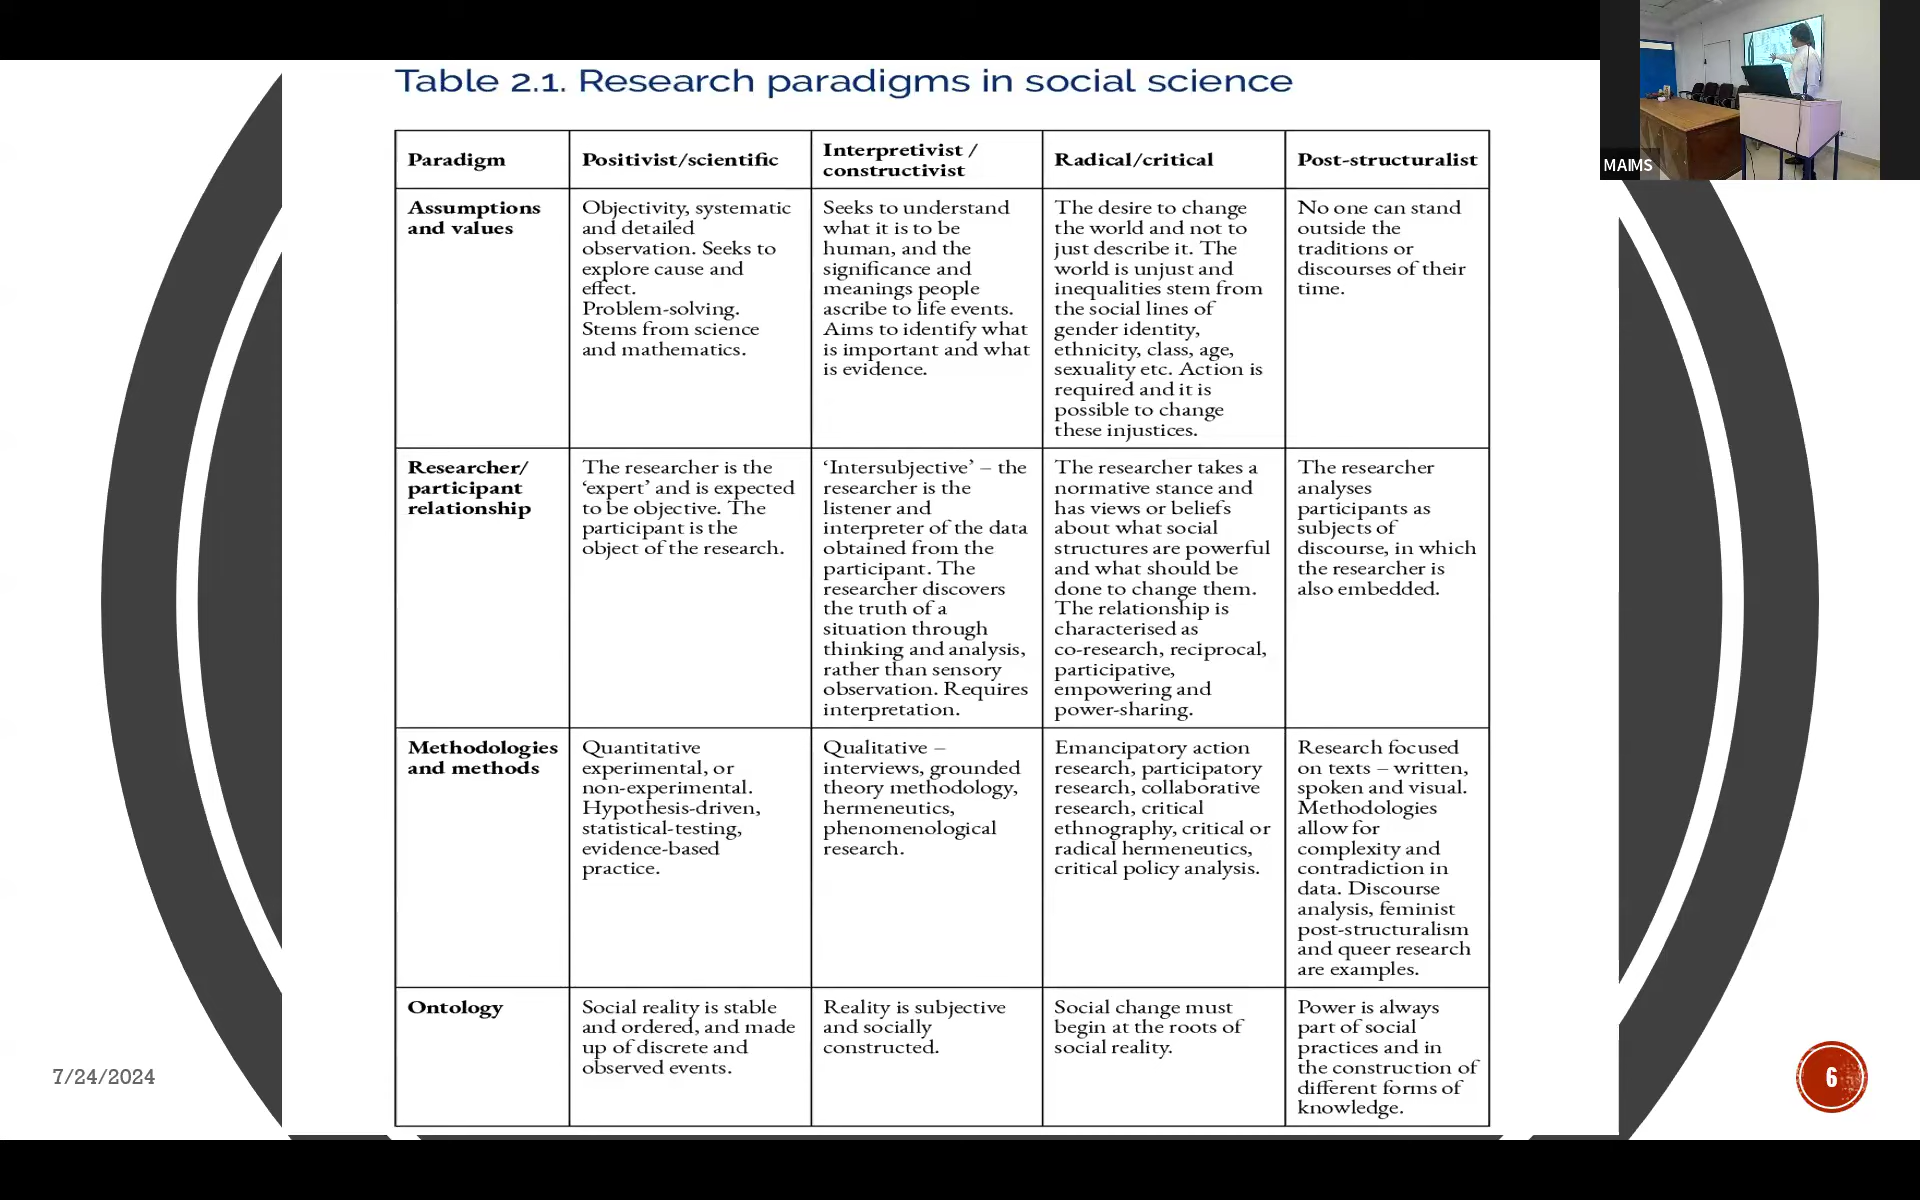 Table 2.1. Research paradigms in social science
Paradigm
Positivist/scientific
Interpretivist /
constructivist
Radical/critical
Post-structuralist
Assumptions
and values
Objectivity, systematic
and detailed
observation. Seeks to
explore cause and
effect.
Problem-solving.
Stems from science
and mathematics.
Seeks to understand
what it is to be
human, and the
significance and
meanings people
ascribe to life events.
Aims to identify what
is important and what
is evidence.
The desire to change
the world and not to
just describe it. The
world is unjust and
inequalities stem from
the social lines of
gender identity,
ethnicity, class, age,
sexuality etc. Action is
required and it is
possible to change
these injustices.
No one can stand
outside the
traditions or
discourses of their
time.
Researcher/
participant
relationship
The researcher is the
‘expert’ and is expected
to be objective. The
participant is the
object of the research.
‘Intersubjective’ – the
researcher is the
listener and
interpreter of the data
obtained from the
participant. The
researcher discovers
the truth of a
situation through
thinking and analysis,
rather than sensory
observation. Requires
interpretation.
The researcher takes a
normative stance and
has views or beliefs
about what social
structures are powerful
and what should be
done to change them.
The relationship is
characterised as
co-research, reciprocal,
participative,
empowering and
power-sharing.
The researcher
analyses
participants as
subjects of
discourse, in which
the researcher is
also embedded.
Methodologies
and methods
Quantitative
experimental, or
non-experimental.
Hypothesis-driven,
statistical-testing,
evidence-based
practice.
Qualitative –
interviews, grounded
theory methodology,
hermeneutics,
phenomenological
research.
Emancipatory action
research, participatory
research, collaborative
research, critical
ethnography, critical or
radical hermeneutics,
critical policy analysis.
Research focused
on texts – written,
spoken and visual.
Methodologies
allow for
complexity and
contradiction in
data. Discourse
analysis, feminist
post-structuralism
and queer research
are examples.
Ontology
Social reality is stable
and ordered, and made
up of discrete and
observed events.
Reality is subjective
and socially
constructed.
Social change must
begin at the roots of
social reality.
Power is always
part of social
practices and in
the construction of
different forms of
knowledge.
7/24/2024
6
MAIMS